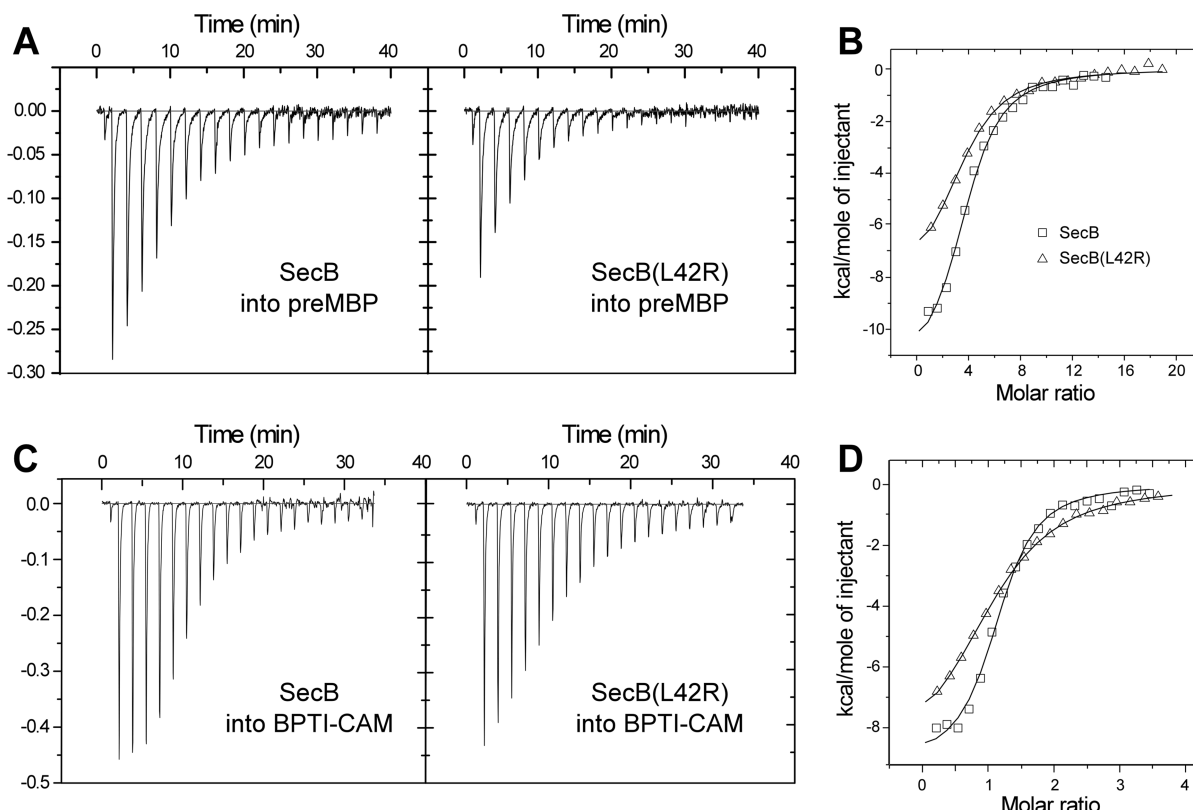 A
Time (min)
0 10 20 30 40
Time (min)
0 10 20 30 40
0.00
-0.05
-0.10
-0.15
-0.20
-0.25
-0.30
SecB
into preMBP
SecB(L42R)
into preMBP
B
kcal/mole of injectant
0
-2
-4
-6
-8
-10
SecB
SecB(L42R)
0 4 8 12 16 20
Molar ratio
C
Time (min)
0 10 20 30 40
Time (min)
0 10 20 30 40
0.0
-0.1
-0.2
-0.3
-0.4
-0.5
SecB
into BPTI-CAM
SecB(L42R)
into BPTI-CAM
D
kcal/mole of injectant
0
-2
-4
-6
-8
0 1 2 3 4
Molar ratio